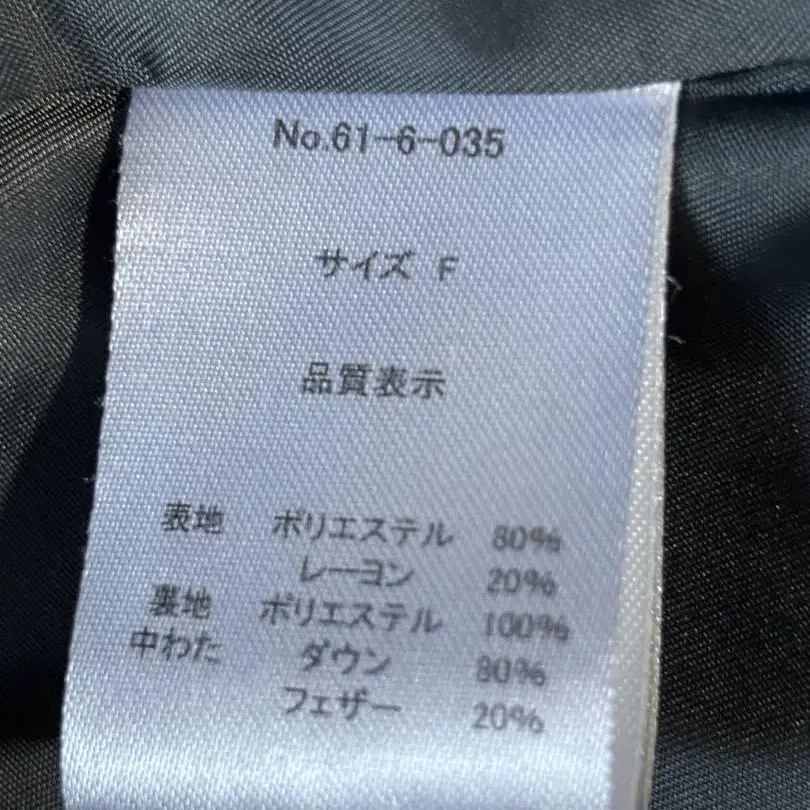 No.61-6-035
サイズ F
品質表示
表地 ポリエステル 80%
レーヨン 20%
裏地 ポリエステル 100%
中わた ダウン 80%
フェザー 20%